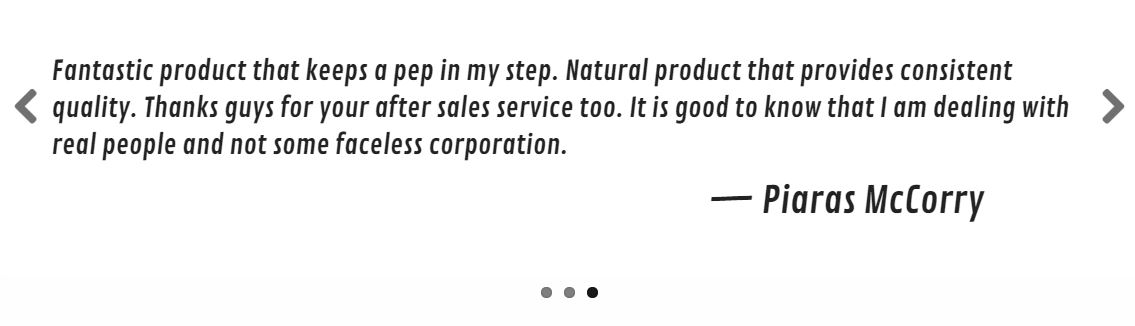 Fantastic product that keeps a pep in my step. Natural product that provides consistent
quality. Thanks guys for your after sales service too. It is good to know that I am dealing with
real people and not some faceless corporation.
— Piaras McCorry